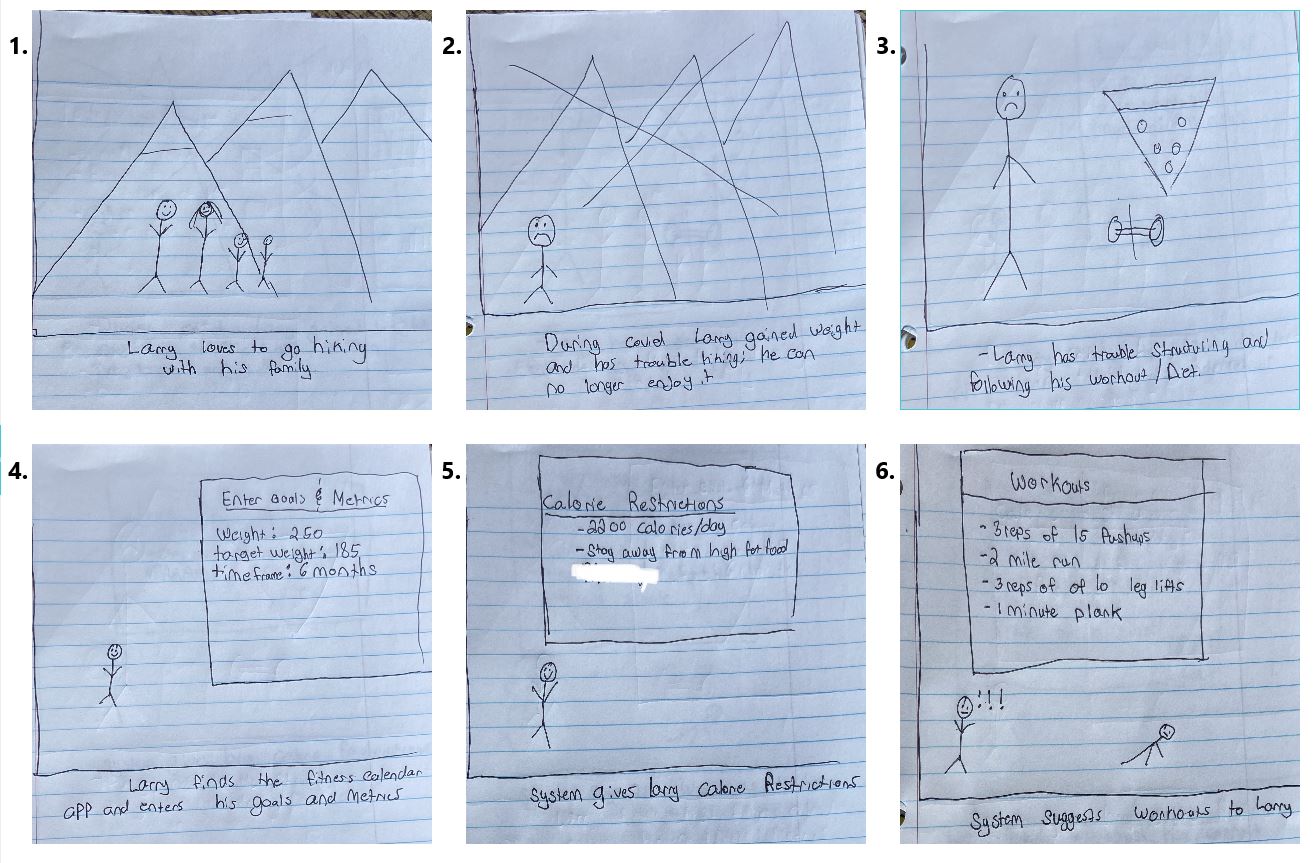 1.
Larry loves to go hiking
with his family
2.
During covid Larry gained weight
and has trouble hiking; he can
no longer enjoy it
3.
- Larry has trouble structuring and
following his workout / Diet.
4.
Enter Goals & Metrics
Weight: 250
target weight: 185
timeframe: 6 months
Larry finds the fitness calendar
app and enters his goals and metrics
5.
Calorie Restrictions
- 2200 calories/day
- Stay away from high fat food
System gives larry Calorie Restrictions
6.
Workouts
- 3 reps of 15 Pushups
- 2 mile run
- 3 reps of of 10 leg lifts
- 1 minute plank
!!!
System Suggests Workouts to Larry